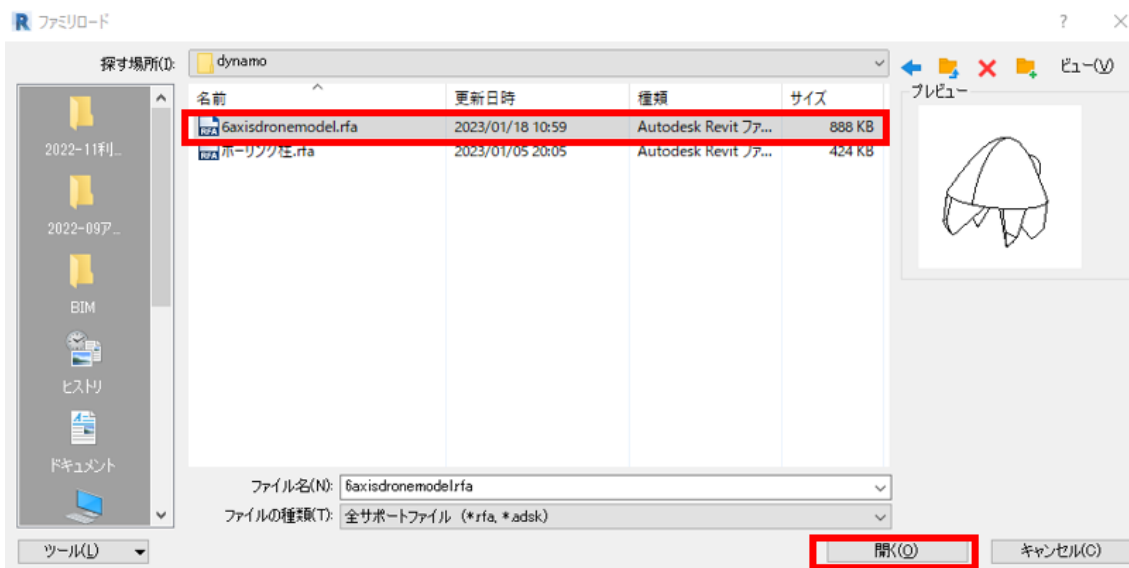 R ファミリロード ? ×
探す場所(I): dynamo ビュー(V)
名前 更新日時 種類 サイズ プレビュー
RFA 6axisdronemodel.rfa 2023/01/18 10:59 Autodesk Revit ファ... 888 KB
RFA ボーリング柱.rfa 2023/01/05 20:05 Autodesk Revit ファ... 424 KB
2022-11利...
2022-09ア...
BIM
ヒストリ
ドキュメント
ファイル名(N): 6axisdronemodel.rfa
ファイルの種類(T): 全サポートファイル (*.rfa, *.adsk)
ツール(L) 開く(O) キャンセル(C)